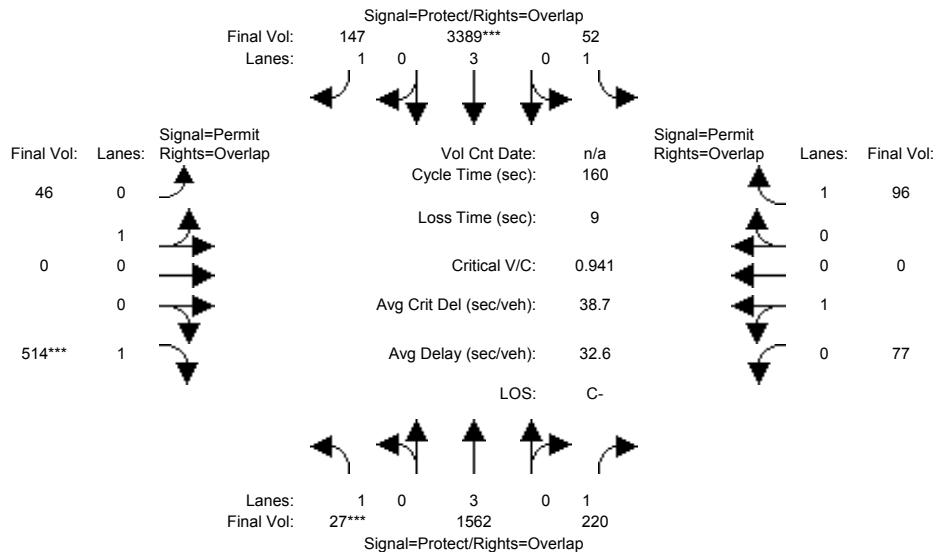 Signal=Protect/Rights=Overlap
Final Vol: 147 3389*** 52
Lanes: 1 0 3 0 1
Signal=Permit Signal=Permit
Final Vol: Lanes: Rights=Overlap Vol Cnt Date: n/a Rights=Overlap Lanes: Final Vol:
Cycle Time (sec): 160
46 0 1 96
Loss Time (sec): 9
1 0
0 0 Critical V/C: 0.941 0 0
0 Avg Crit Del (sec/veh): 38.7 1
514*** 1 Avg Delay (sec/veh): 32.6 0 77
LOS: C-
Lanes: 1 0 3 0 1
Final Vol: 27*** 1562 220
Signal=Protect/Rights=Overlap